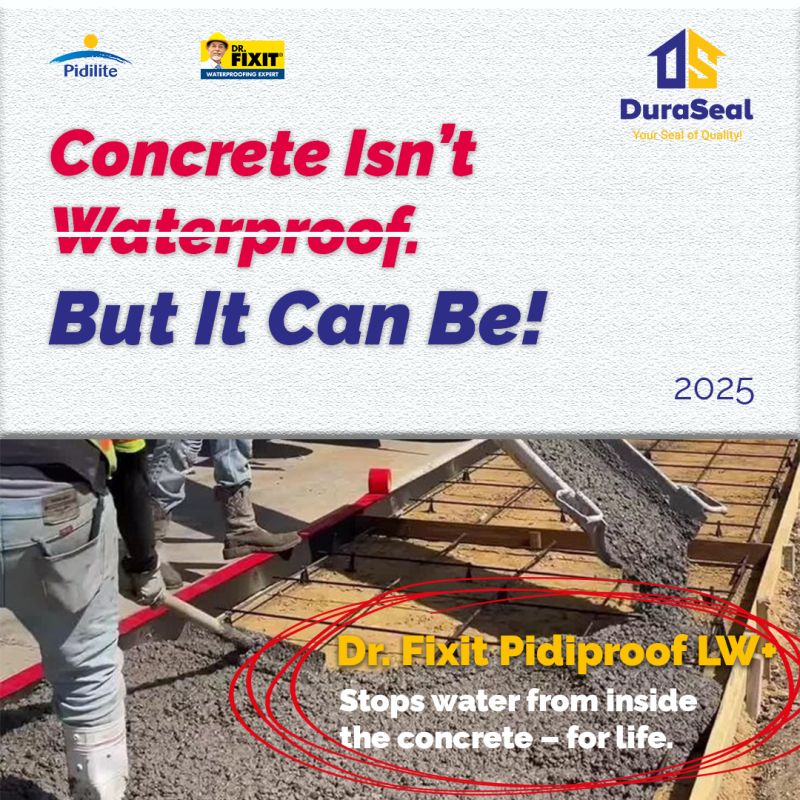 Pidilite
DR. FIXIT
WATERPROOFING EXPERT
DuraSeal
Your Seal of Quality!
Concrete Isn't
Waterproof.
But It Can Be!
2025
Dr. Fixit Pidiproof LW+
Stops water from inside
the concrete – for life.